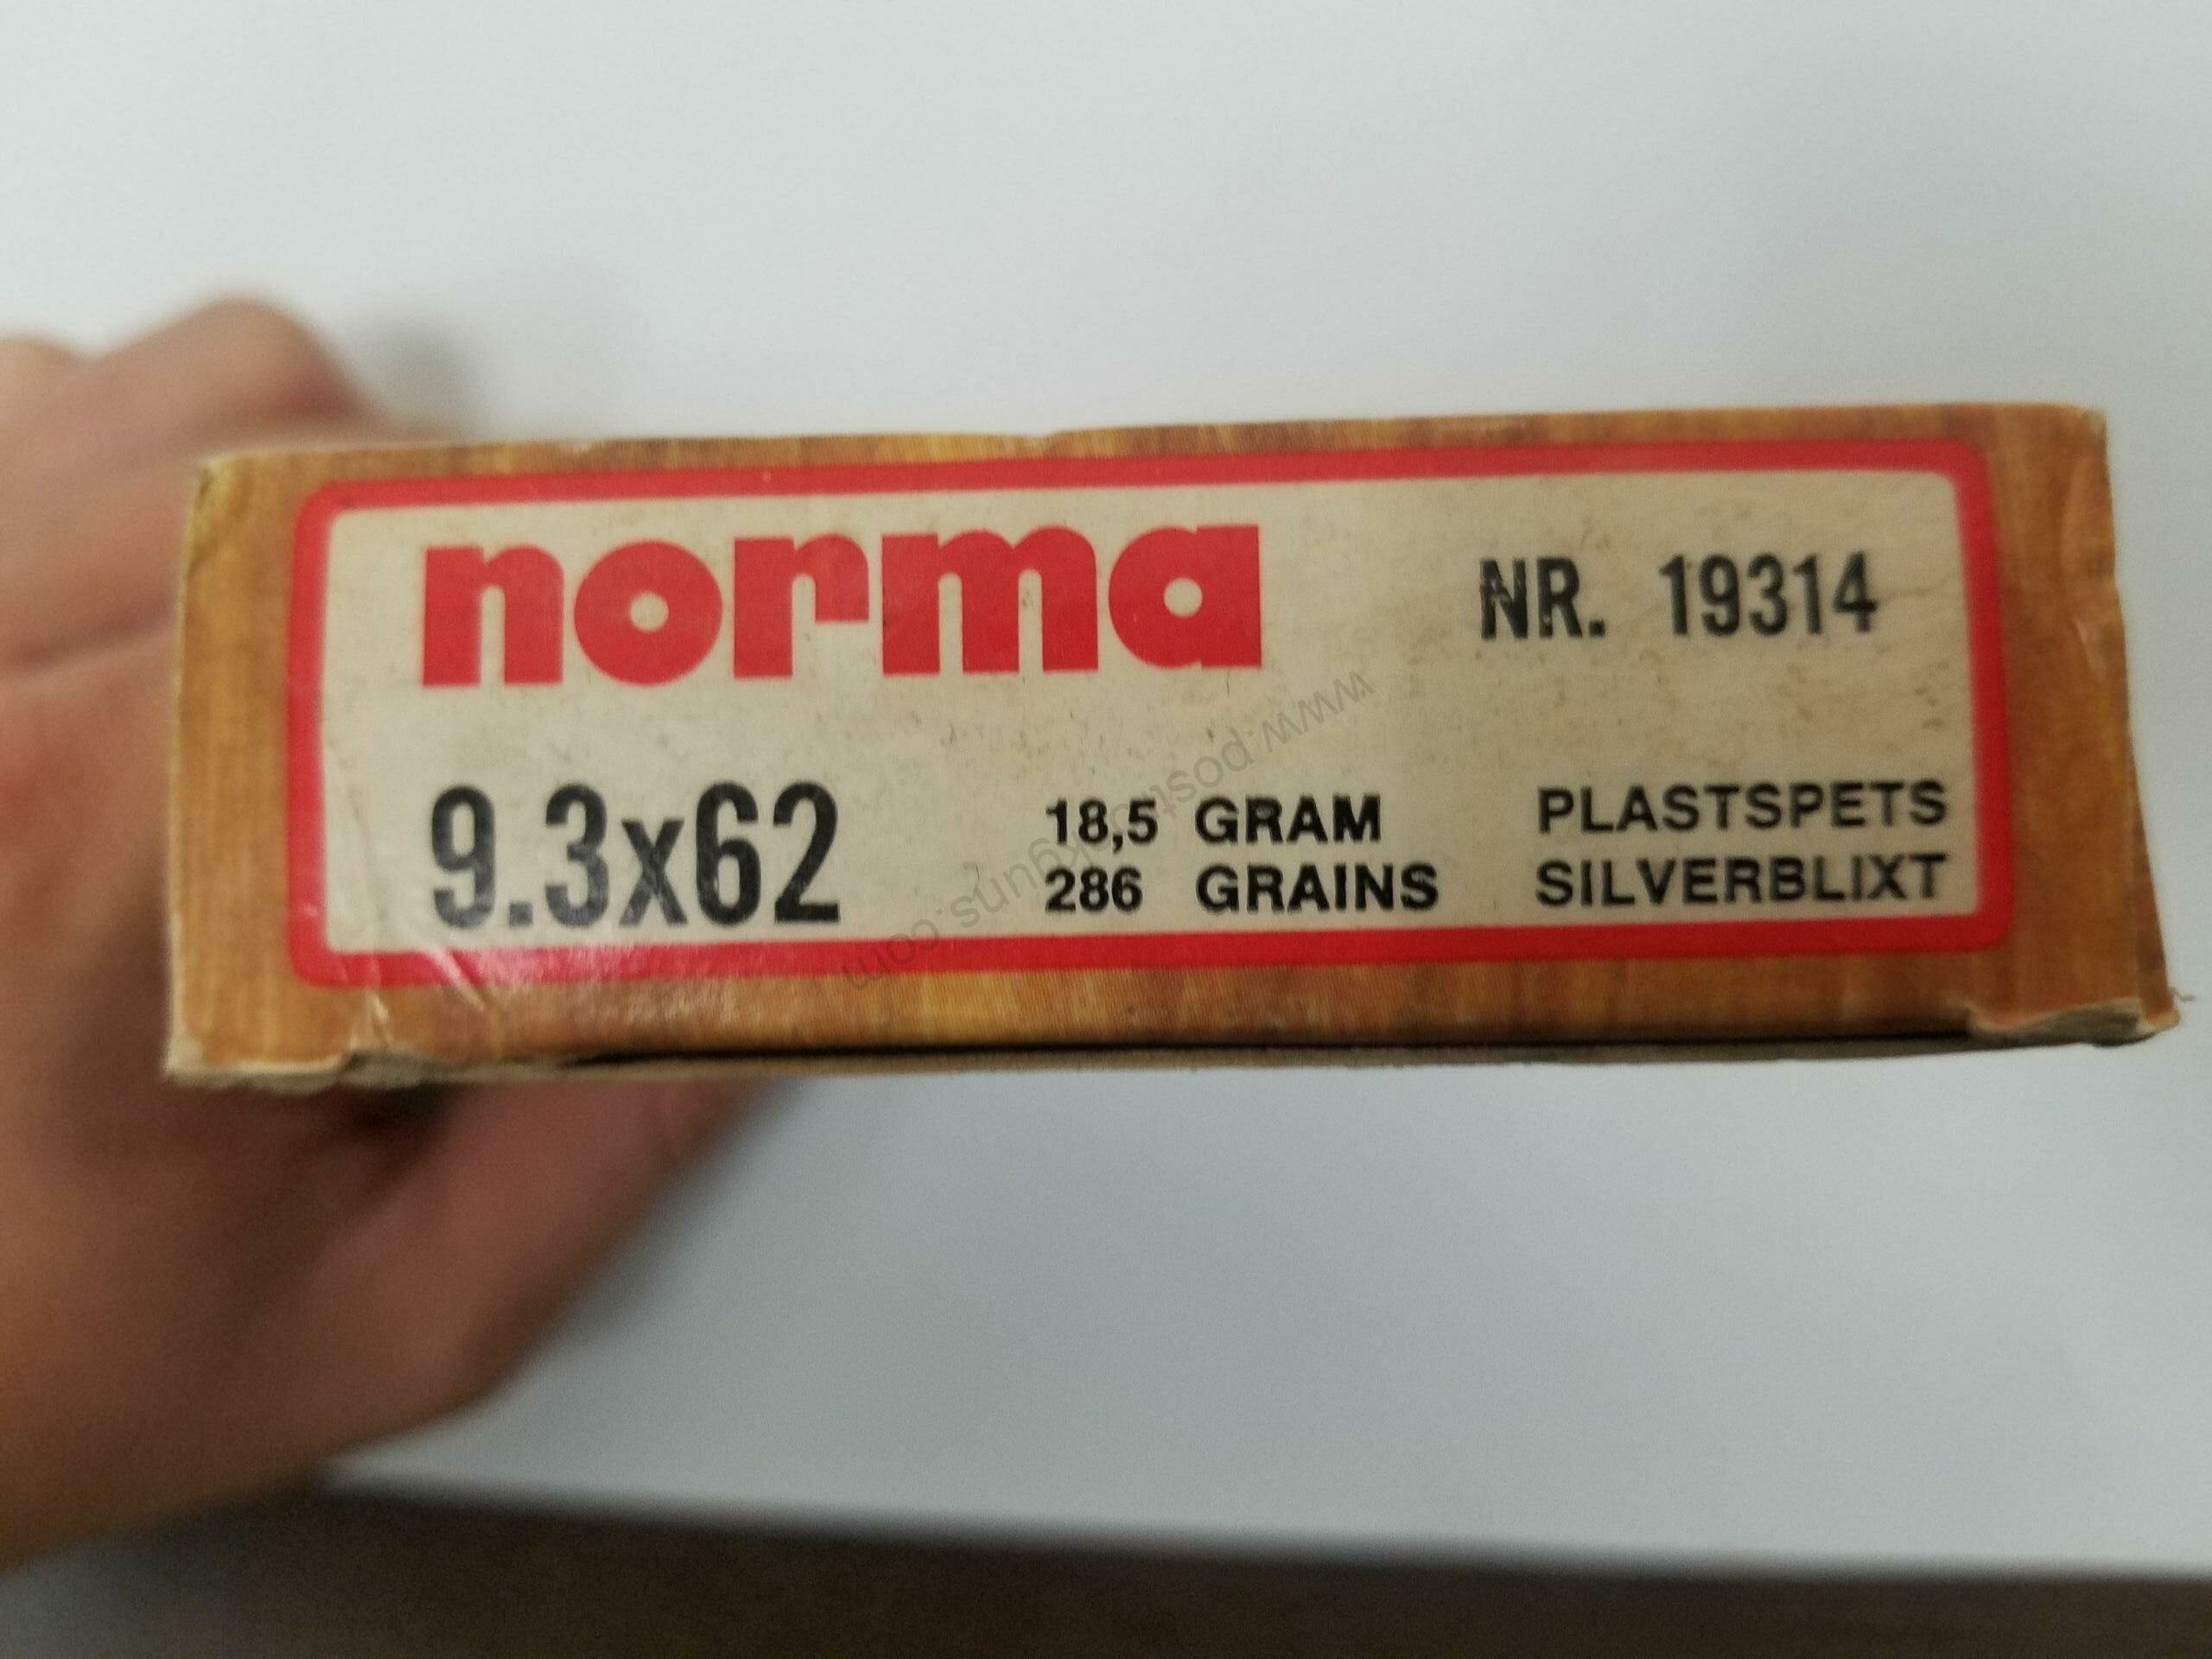 norma
NR. 19314
9.3x62
18,5 GRAM
286 GRAINS
PLASTSPETS
SILVERBLIXT